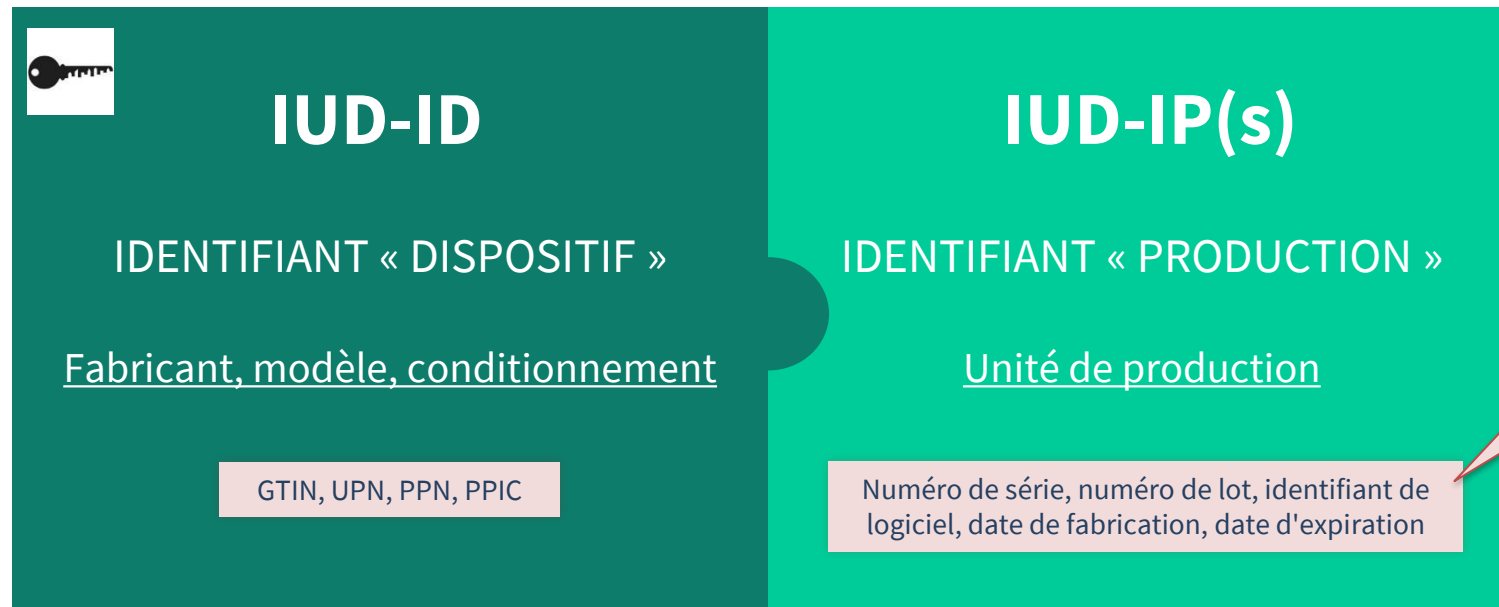 IUD-ID
IDENTIFIANT « DISPOSITIF »
Fabricant, modèle, conditionnement
GTIN, UPN, PPN, PPIC
IUD-IP(s)
IDENTIFIANT « PRODUCTION »
Unité de production
Numéro de série, numéro de lot, identifiant de
logiciel, date de fabrication, date d'expiration